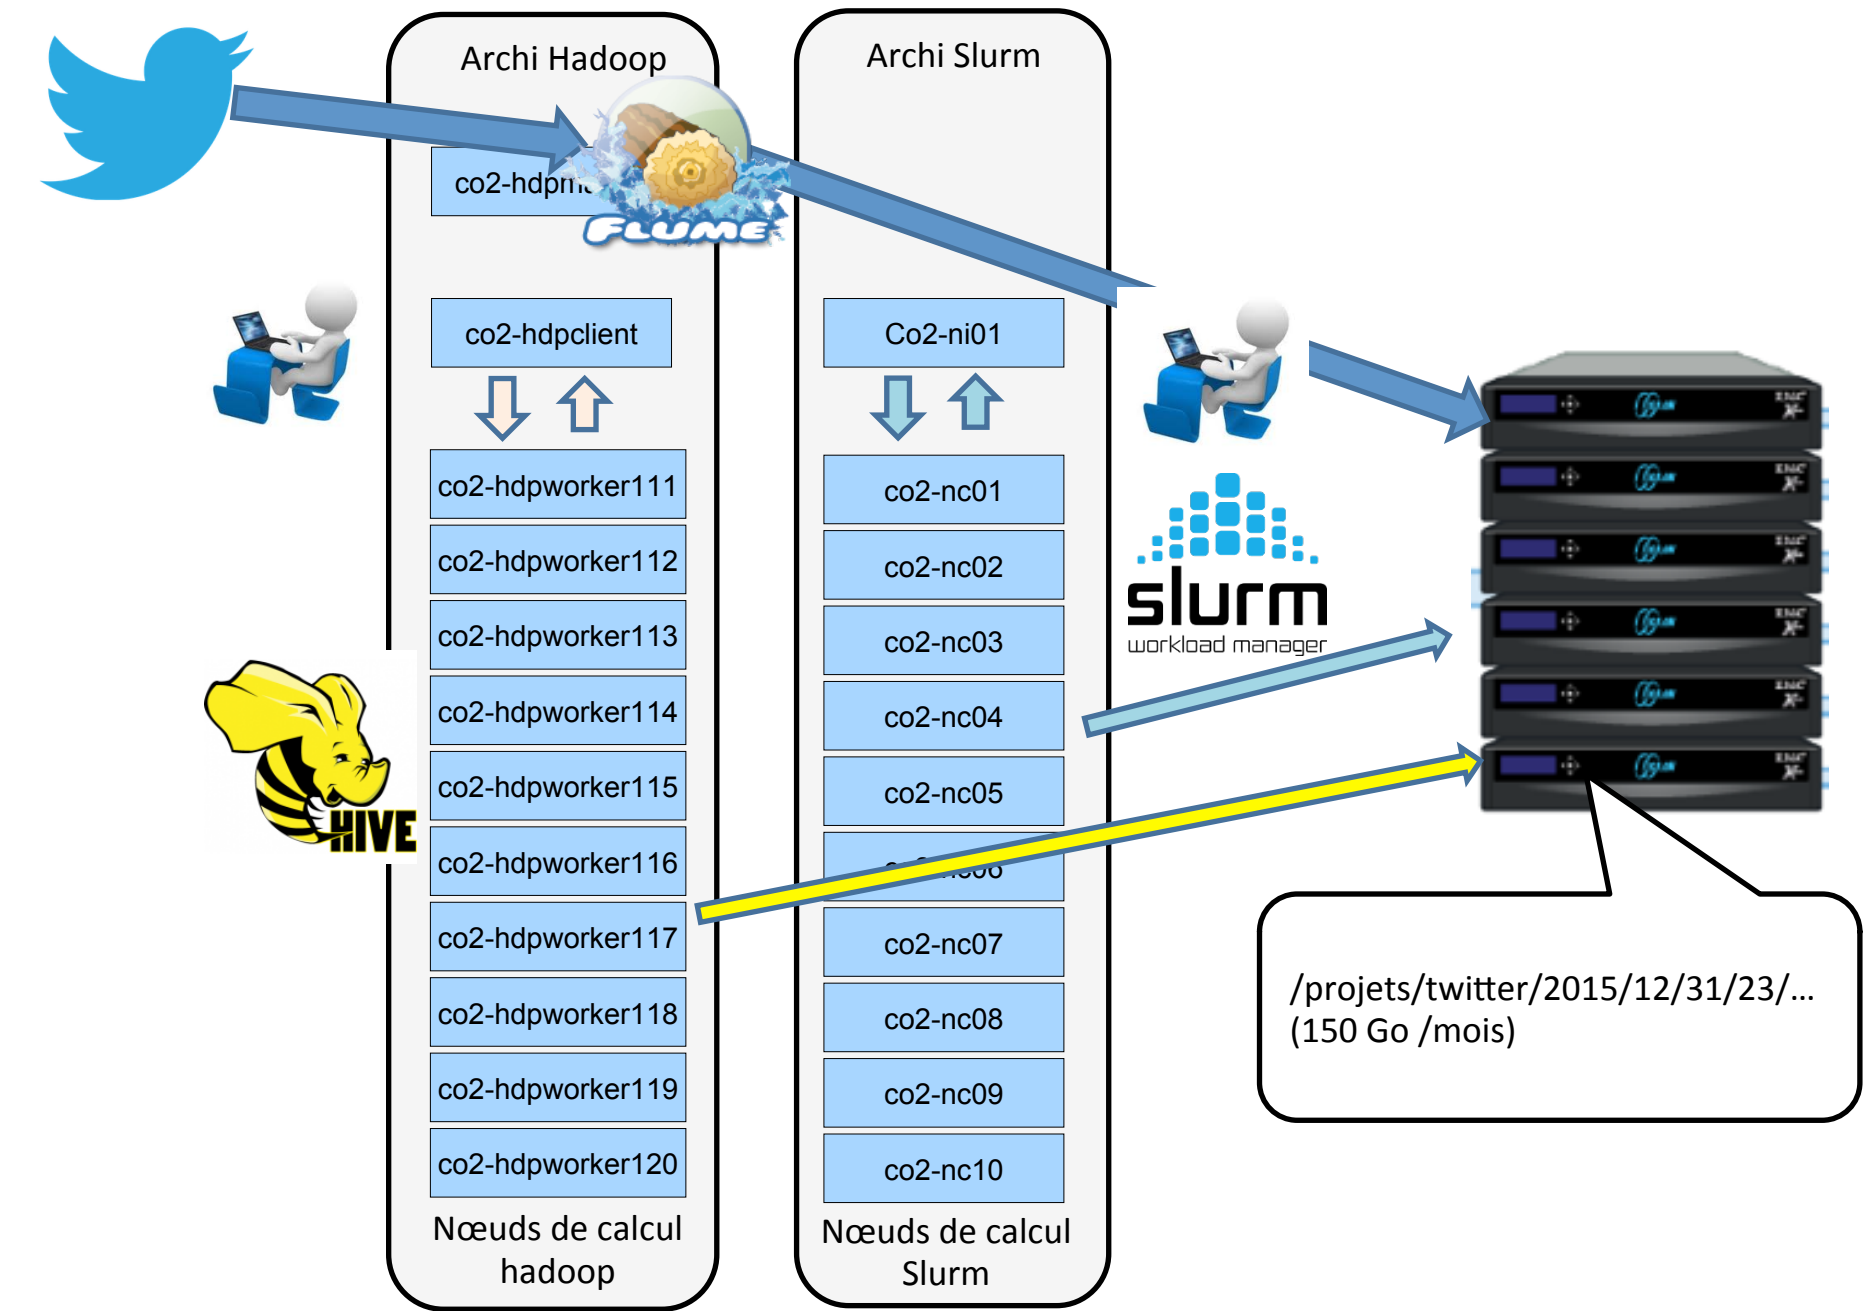 Archi Hadoop
Archi Slurm
FLUME
co2-hdpclient
Co2-ni01
co2-hdpworker111
co2-hdpworker112
co2-hdpworker113
co2-hdpworker114
co2-hdpworker115
co2-hdpworker116
co2-hdpworker117
co2-hdpworker118
co2-hdpworker119
co2-hdpworker120
Nœuds de calcul
hadoop
co2-nc01
co2-nc02
co2-nc03
co2-nc04
co2-nc05
co2-nc06
co2-nc07
co2-nc08
co2-nc09
co2-nc10
Nœuds de calcul
Slurm
HIVE
slurm
workload manager
/projets/twitter/2015/12/31/23/...
(150 Go /mois)